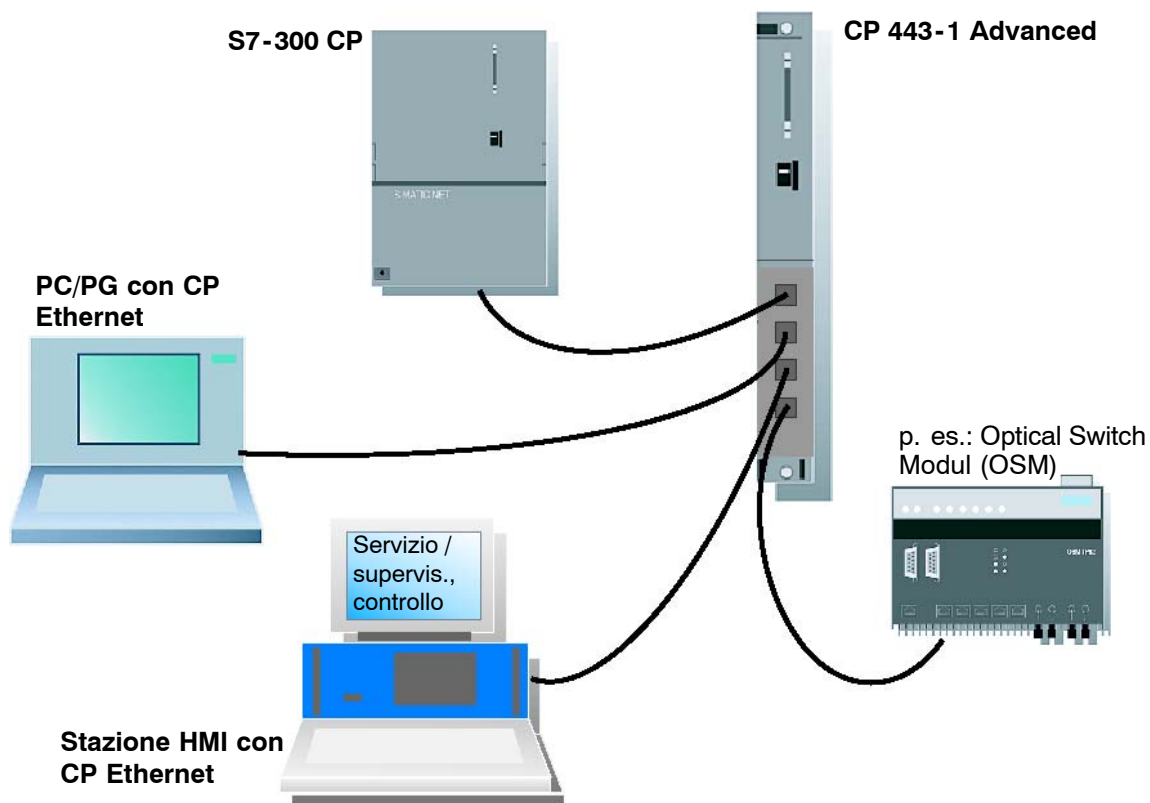 S7-300 CP
CP 443-1 Advanced
SIMATIC NET
PC/PG con CP
Ethernet
p. es.: Optical Switch
Modul (OSM)
Servizio /
supervis.,
controllo
Stazione HMI con
CP Ethernet